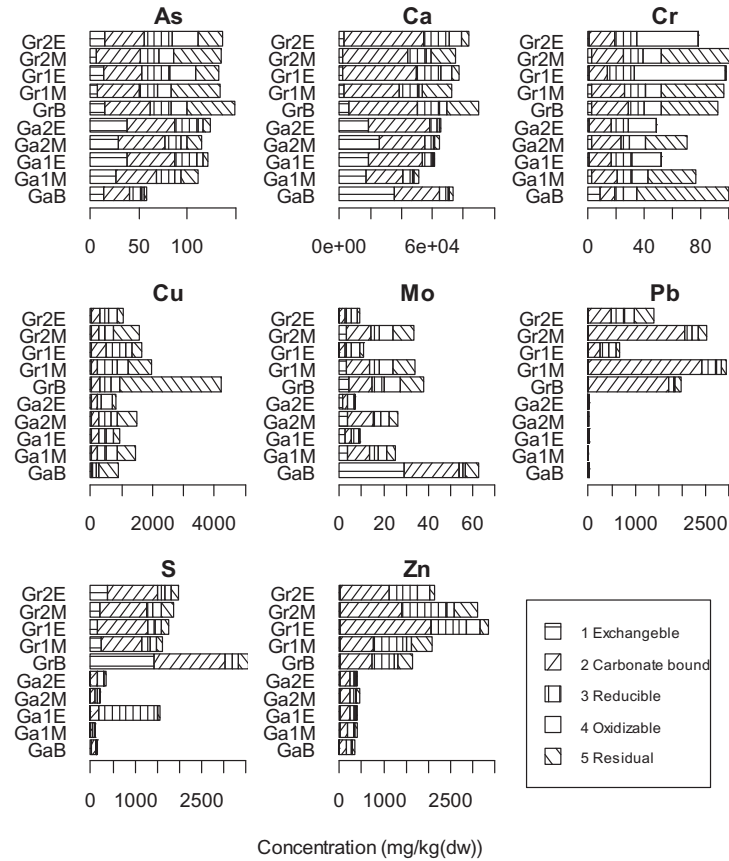 As Ca Cr
Gr2E Gr2E Gr2E
Gr2M Gr2M Gr2M
Gr1E Gr1E Gr1E
Gr1M Gr1M Gr1M
GrB GrB GrB
Ga2E Ga2E Ga2E
Ga2M Ga2M Ga2M
Ga1E Ga1E Ga1E
Ga1M Ga1M Ga1M
GaB GaB GaB
0 50 100 0e+00 6e+04 0 40 80
Cu Mo Pb
Gr2E Gr2E Gr2E
Gr2M Gr2M Gr2M
Gr1E Gr1E Gr1E
Gr1M Gr1M Gr1M
GrB GrB GrB
Ga2E Ga2E Ga2E
Ga2M Ga2M Ga2M
Ga1E Ga1E Ga1E
Ga1M Ga1M Ga1M
GaB GaB GaB
0 2000 4000 0 20 40 60 0 1000 2500
S Zn
Gr2E Gr2E
Gr2M Gr2M
Gr1E Gr1E
Gr1M Gr1M
GrB GrB
Ga2E Ga2E
Ga2M Ga2M
Ga1E Ga1E
Ga1M Ga1M
GaB GaB
0 1000 2500 0 1000 2500
1 Exchangeble
2 Carbonate bound
3 Reducible
4 Oxidizable
5 Residual
Concentration (mg/kg(dw))